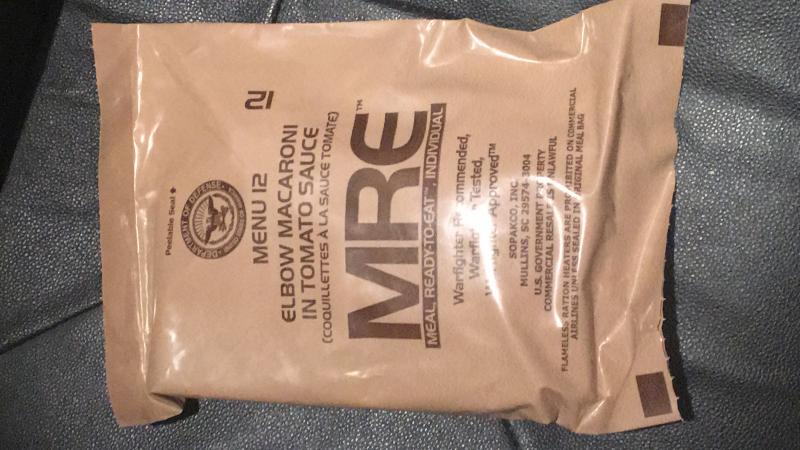 Peelable Seal
DEPARTMENT OF DEFENSE
MENU 12
12
ELBOW MACARONI
IN TOMATO SAUCE
(COQUILLETTES À LA SAUCE TOMATE)
MRE™
MEAL, READY-TO-EAT™, INDIVIDUAL
Warfighter Recommended,
Warfighter Tested,
Warfighter Approved™
SOPAKCO, INC.
MULLINS, SC 29574-3004
U.S. GOVERNMENT PROPERTY
COMMERCIAL RESALE IS UNLAWFUL
FLAMELESS RATION HEATERS ARE PROHIBITED ON COMMERCIAL
AIRLINES UNLESS SEALED IN ORIGINAL MEAL BAG